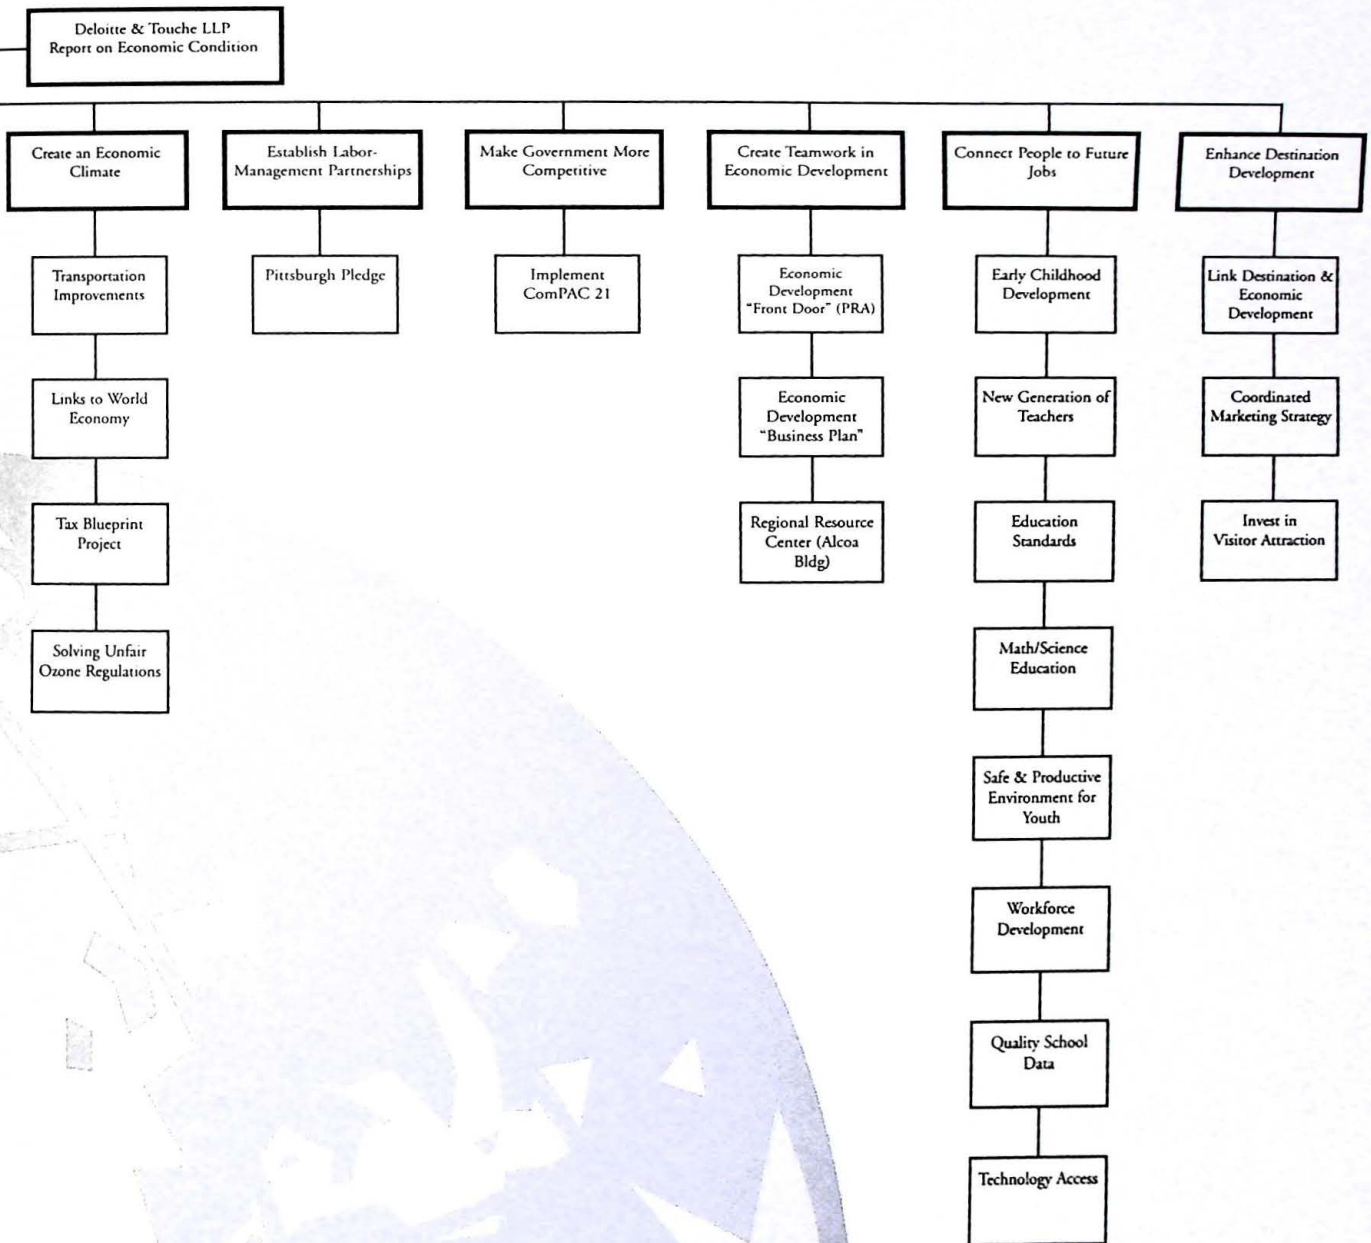 Deloitte & Touche LLP
Report on Economic Condition
Create an Economic
Climate
Transportation
Improvements
Links to World
Economy
Tax Blueprint
Project
Solving Unfair
Ozone Regulations
Establish Labor-
Management Partnerships
Pittsburgh Pledge
Make Government More
Competitive
Implement
ComPAC 21
Create Teamwork in
Economic Development
Economic
Development
"Front Door" (PRA)
Economic
Development
"Business Plan"
Regional Resource
Center (Alcoa
Bldg)
Connect People to Future
Jobs
Early Childhood
Development
New Generation of
Teachers
Education
Standards
Math/Science
Education
Safe & Productive
Environment for
Youth
Workforce
Development
Quality School
Data
Technology Access
Enhance Destination
Development
Link Destination &
Economic
Development
Coordinated
Marketing Strategy
Invest in
Visitor Attraction